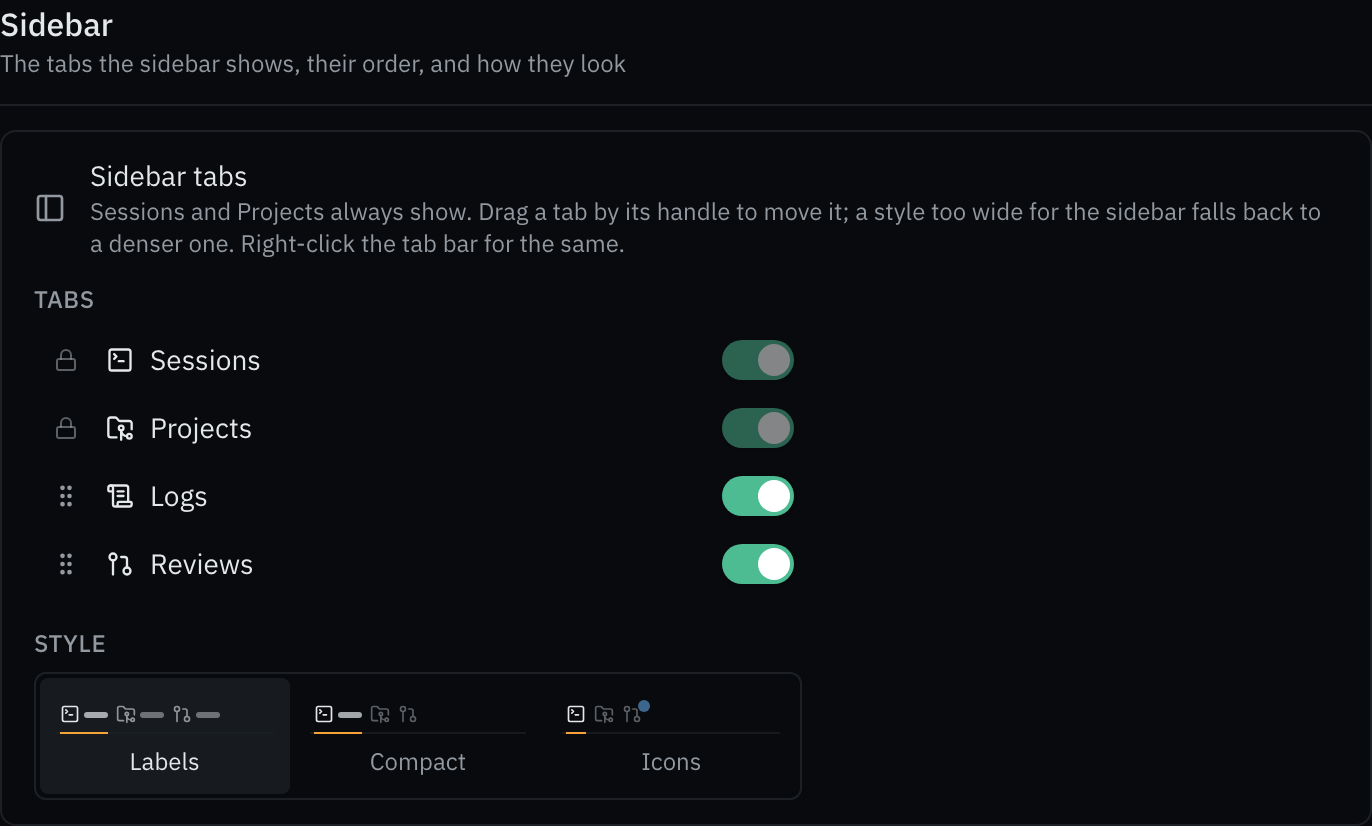 Sidebar
The tabs the sidebar shows, their order, and how they look
Sidebar tabs
Sessions and Projects always show. Drag a tab by its handle to move it; a style too wide for the sidebar falls back to
a denser one. Right-click the tab bar for the same.
TABS
Sessions
Projects
Logs
Reviews
STYLE
Labels
Compact
Icons